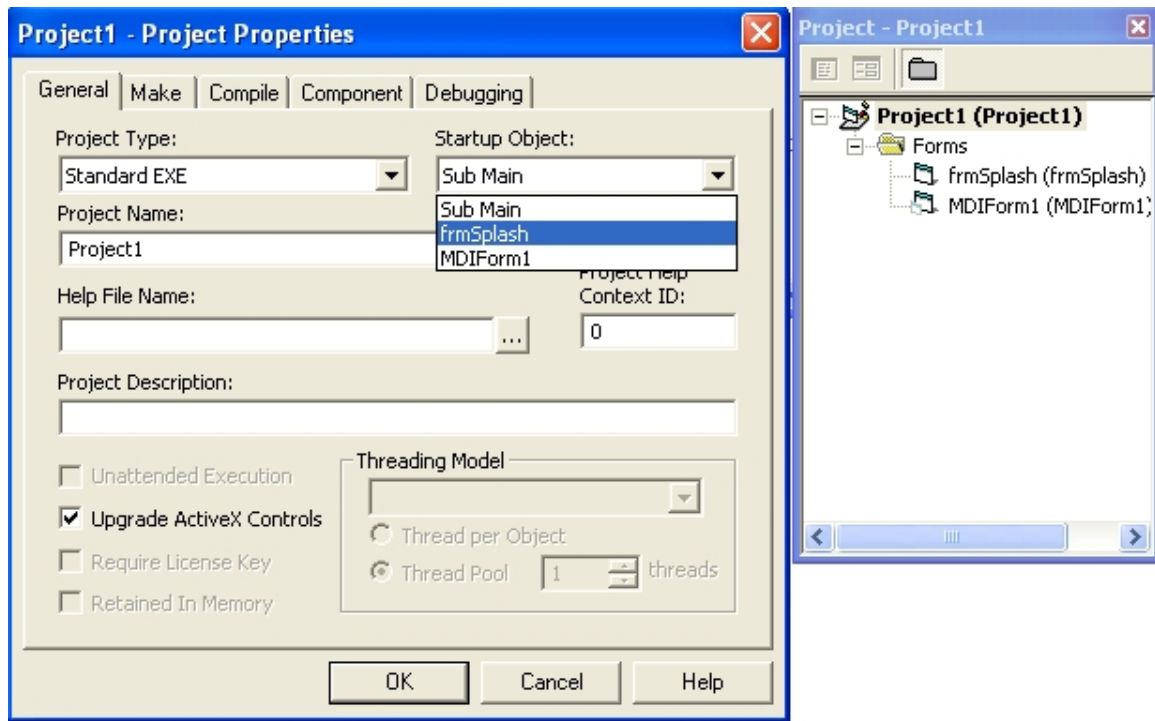 Project1 - Project Properties
General Make Compile Component Debugging
Project Type:
Startup Object:
Standard EXE
Sub Main
Sub Main
frmSplash
MDIForm1
Project Name:
Project1
Project Help
Context ID:
Help File Name:
...
0
Project Description:
Unattended Execution
Upgrade ActiveX Controls
Require License Key
Retained In Memory
Threading Model
Thread per Object
Thread Pool 1 threads
OK Cancel Help
Project - Project1
Project1 (Project1)
Forms
frmSplash (frmSplash)
MDIForm1 (MDIForm1)